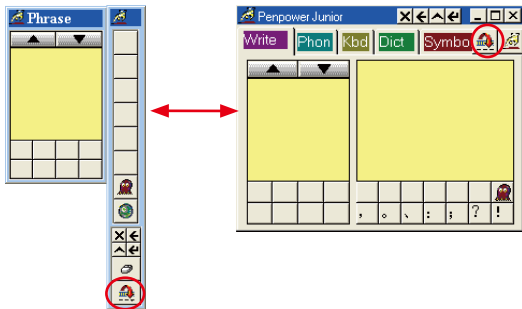 Phrase
Penpower Junior
Write Phon Kbd Dict Symbo
, 。 、 : ; ? !